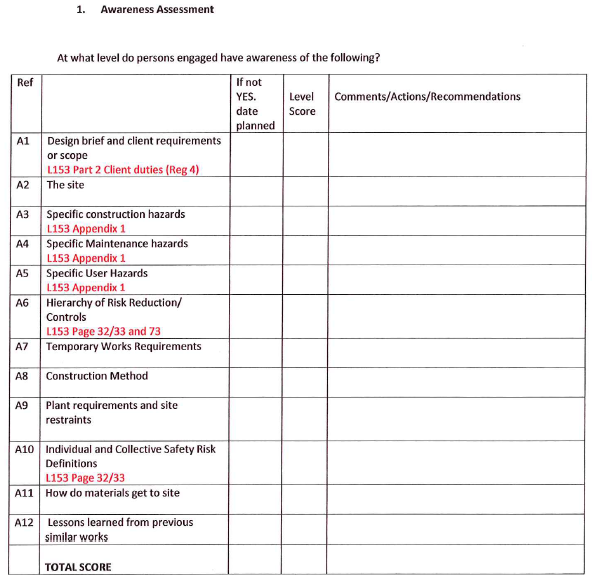 1. Awareness Assessment
At what level do persons engaged have awareness of the following?
Ref
If not
YES.
date
planned
Level
Score
Comments/Actions/Recommendations
A1 Design brief and client requirements
or scope
L153 Part 2 Client duties (Reg 4)
A2 The site
A3 Specific construction hazards
L153 Appendix 1
A4 Specific Maintenance hazards
L153 Appendix 1
A5 Specific User Hazards
L153 Appendix 1
A6 Hierarchy of Risk Reduction/
Controls
L153 Page 32/33 and 73
A7 Temporary Works Requirements
A8 Construction Method
A9 Plant requirements and site
restraints
A10 Individual and Collective Safety Risk
Definitions
L153 Page 32/33
A11 How do materials get to site
A12 Lessons learned from previous
similar works
TOTAL SCORE